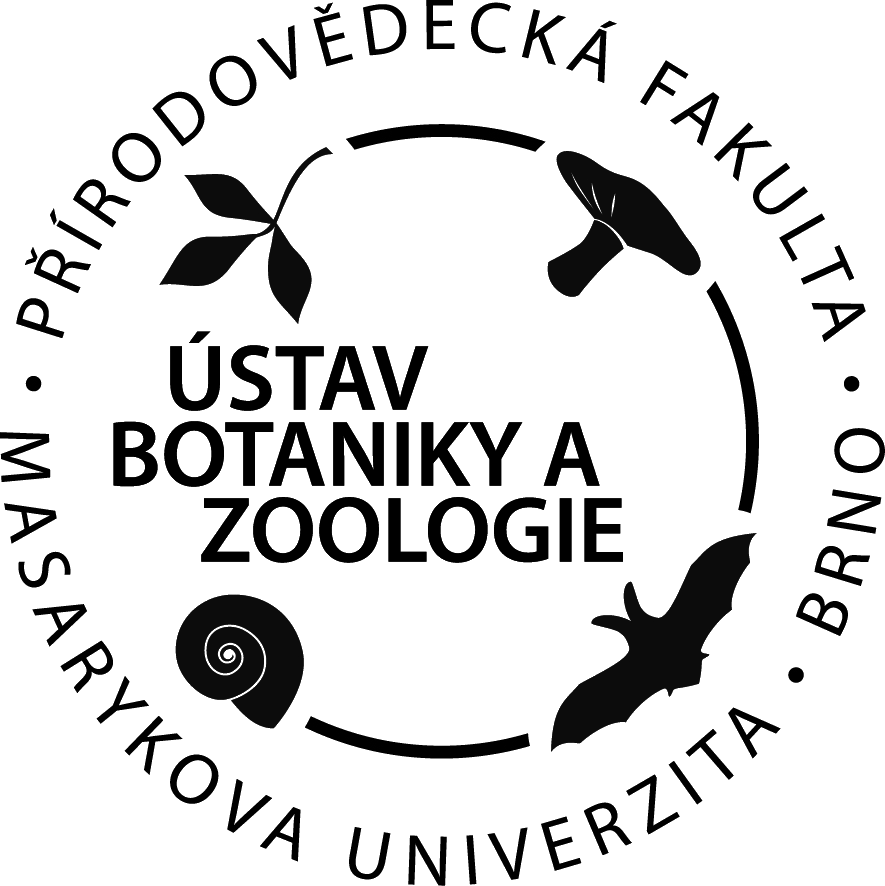 PŘÍRODOVĚDECKÁ FAKULTA • BRNO • MASARYKOVA UNIVERZITA •
ÚSTAV
BOTANIKY A
ZOOLOGIE